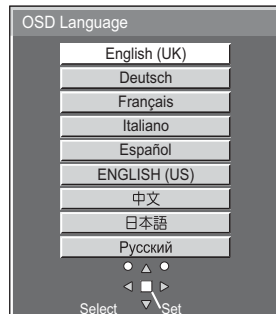 OSD Language
English (UK)
Deutsch
Français
Italiano
Español
ENGLISH (US)
中文
日本語
Русский
Select Set